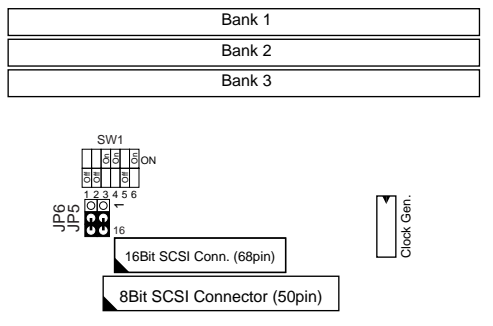 Bank 1
Bank 2
Bank 3
SW1
On On On
ON
Off Off Off
1 2 3 4 5 6
JP6
JP5
1
16
Clock Gen.
16Bit SCSI Conn. (68pin)
8Bit SCSI Connector (50pin)